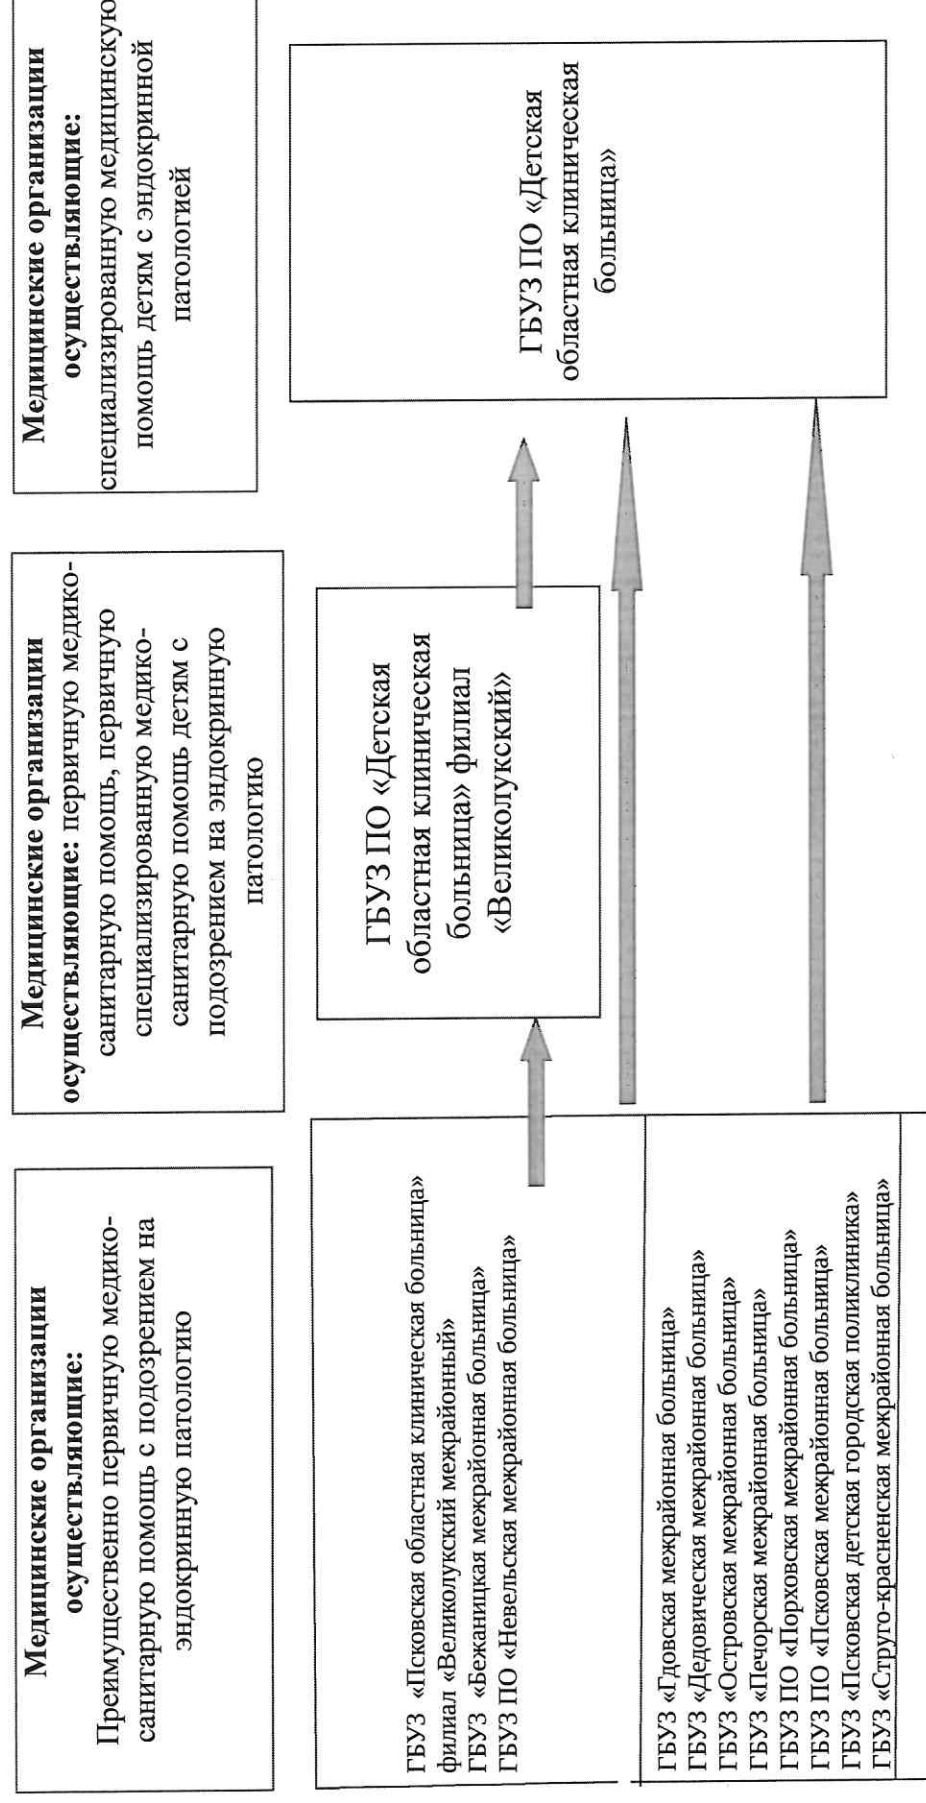 Медицинские организации
осуществляющие:
Преимущественно первичную медико-
санитарную помощь с подозрением на
эндокринную патологию
Медицинские организации
осуществляющие: первичную медико-
санитарную помощь, первичную
специализированную медико-
санитарную помощь детям с
подозрением на эндокринную
патологию
Медицинские организации
осуществляющие:
специализированную медицинскую
помощь детям с эндокринной
патологией
ГБУЗ «Псковская областная клиническая больница»
филиал «Великолукский межрайонный»
ГБУЗ «Бежаницкая межрайонная больница»
ГБУЗ ПО «Невельская межрайонная больница»
ГБУЗ ПО «Детская
областная клиническая
больница» филиал
«Великолукский»
ГБУЗ ПО «Детская
областная клиническая
больница»
ГБУЗ «Гдовская межрайонная больница»
ГБУЗ «Дедовическая межрайонная больница»
ГБУЗ «Островская межрайонная больница»
ГБУЗ «Печорская межрайонная больница»
ГБУЗ ПО «Порховская межрайонная больница»
ГБУЗ ПО «Псковская межрайонная больница»
ГБУЗ «Псковская детская городская поликлиника»
ГБУЗ «Струго-красненская межрайонная больница»